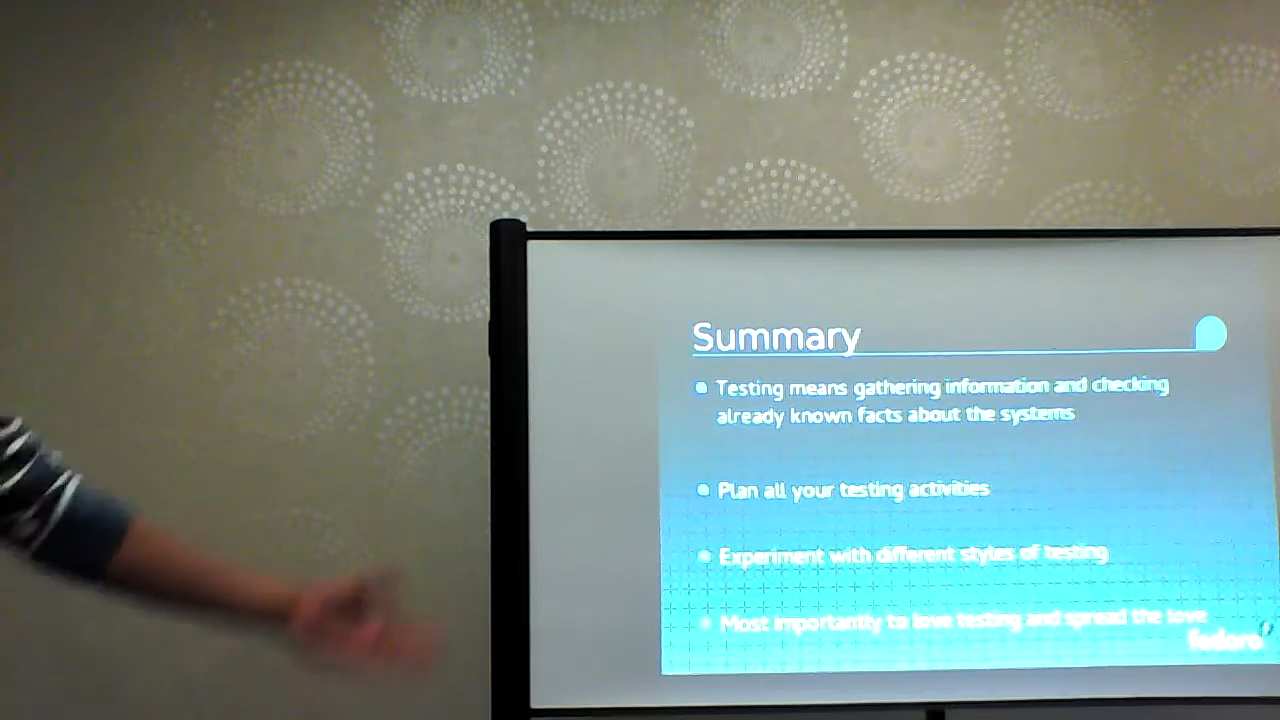 Summary
Testing means gathering information and checking
already known facts about the systems
Plan all your testing activities
Experiment with different styles of testing
Most importantly to love testing and spread the love
fedora